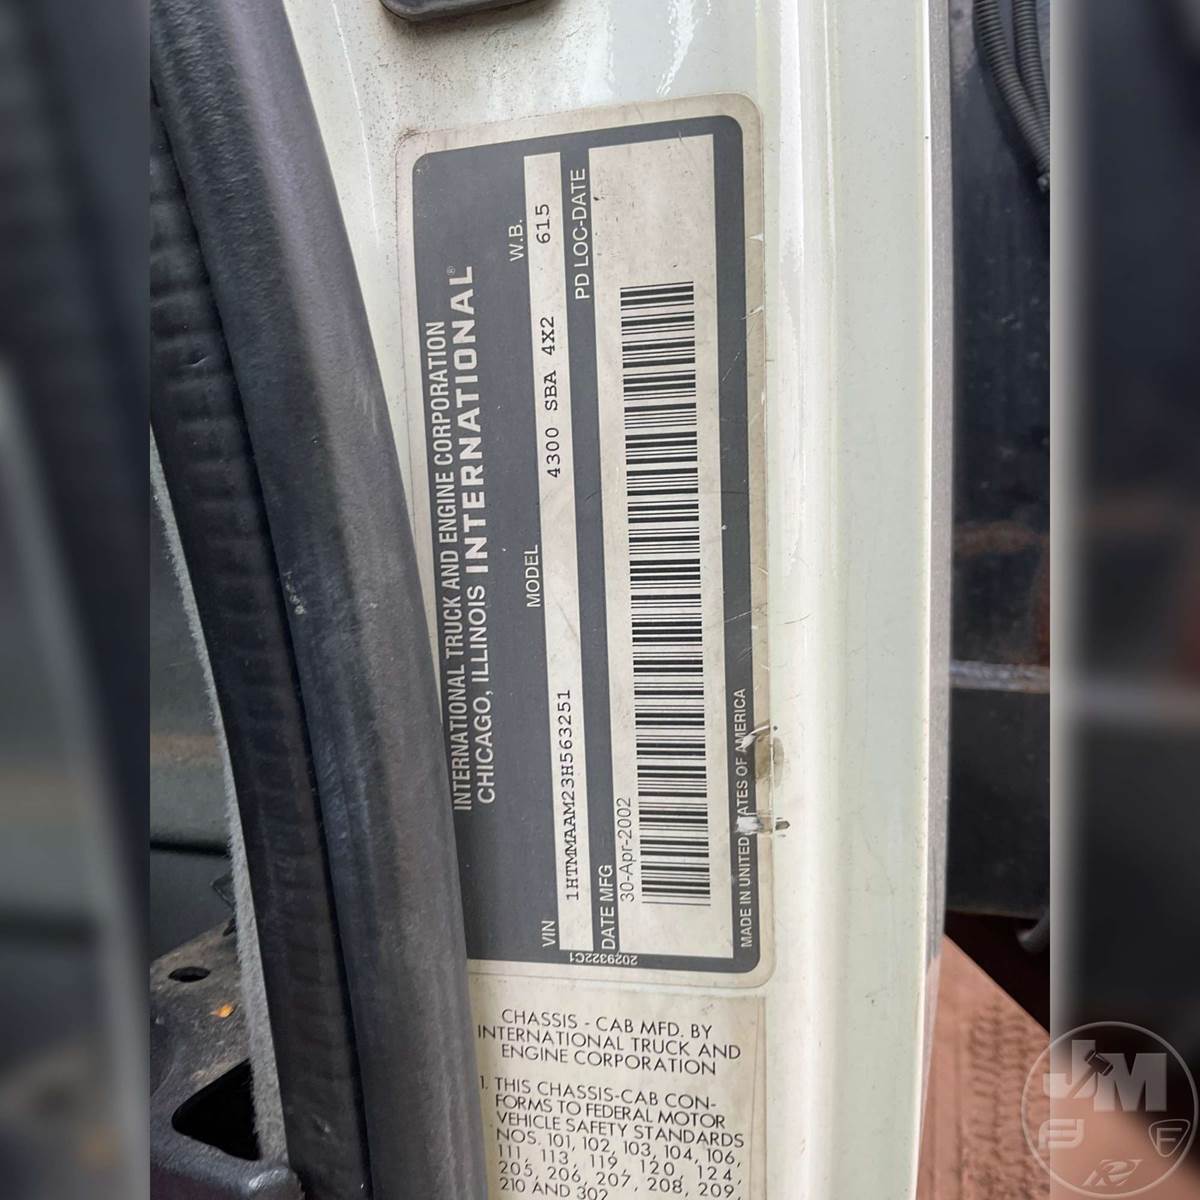 INTERNATIONAL TRUCK AND ENGINE CORPORATION
CHICAGO, ILLINOIS INTERNATIONAL®
VIN MODEL W.B.
1HTMMAAM23H563251 4300 SBA 4X2 615
DATE MFG PD LOC-DATE
30-Apr-2002
MADE IN UNITED STATES OF AMERICA
2029322C1
CHASSIS - CAB MFD. BY
INTERNATIONAL TRUCK AND
ENGINE CORPORATION
1. THIS CHASSIS-CAB CON-
FORMS TO FEDERAL MOTOR
VEHICLE SAFETY STANDARDS
NOS. 101, 102, 103, 104, 106,
111, 113, 119, 120, 124,
205, 206, 207, 208, 209,
210 AND 302
JM